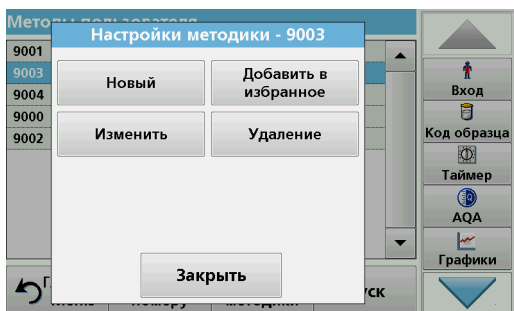 Методы пользователя
Настройки методики - 9003
9001
9003
9004
9000
9002
Новый
Добавить в
избранное
Изменить
Удаление
Закрыть
Вход
Код образца
Таймер
AQA
Графики